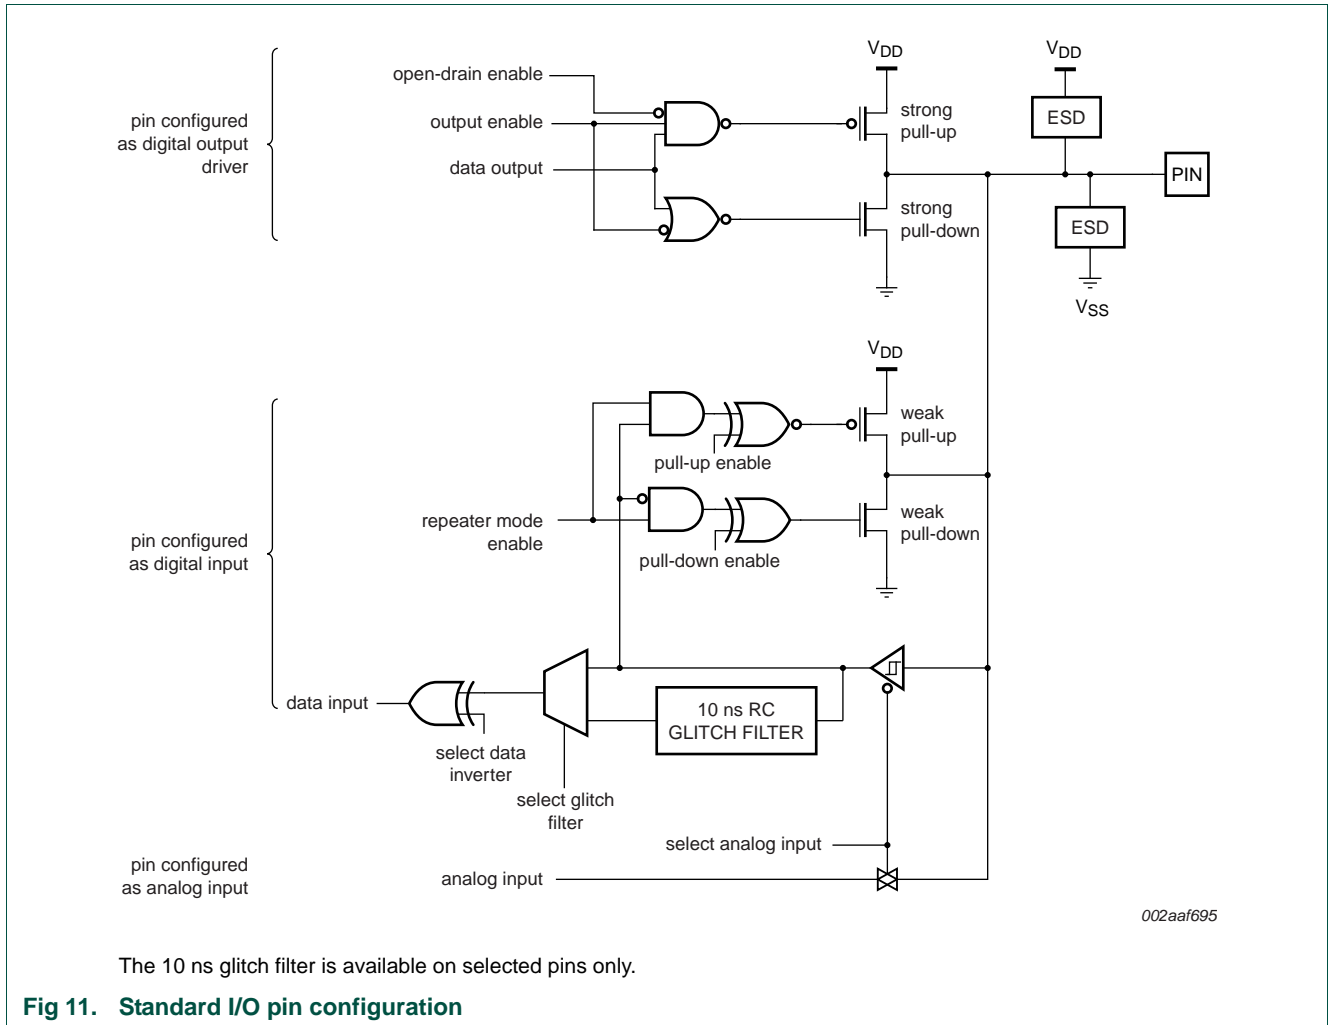 pin configured
as digital output
driver
open-drain enable
output enable
data output
VDD
strong
pull-up
strong
pull-down
VDD
ESD
PIN
ESD
VSS
pin configured
as digital input
VDD
weak
pull-up
pull-up enable
repeater mode
enable
weak
pull-down
pull-down enable
data input
select data
inverter
10 ns RC
GLITCH FILTER
select glitch
filter
select analog input
pin configured
as analog input
analog input
002aaf695
The 10 ns glitch filter is available on selected pins only.
Fig 11. Standard I/O pin configuration